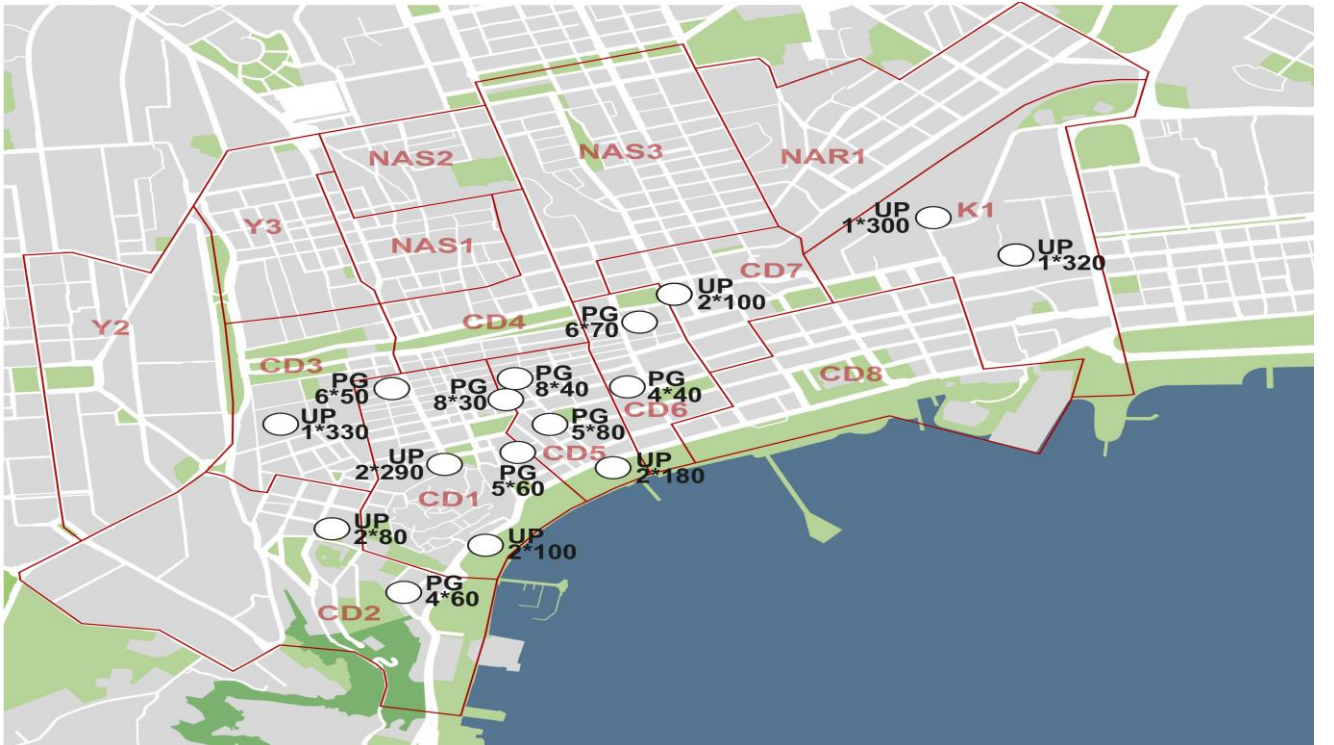 NAS2
NAS3
NAR1
Y3
NAS1
UP
1*300
K1
UP
1*320
CD7
UP
2*100
Y2
CD4
PG
6*70
CD3
PG
6*50
PG
8*30
PG
8*40
PG
4*40
CD6
CD8
UP
1*330
PG
5*80
CD5
UP
2*290
PG
5*60
UP
2*180
CD1
UP
2*80
UP
2*100
PG
4*60
CD2